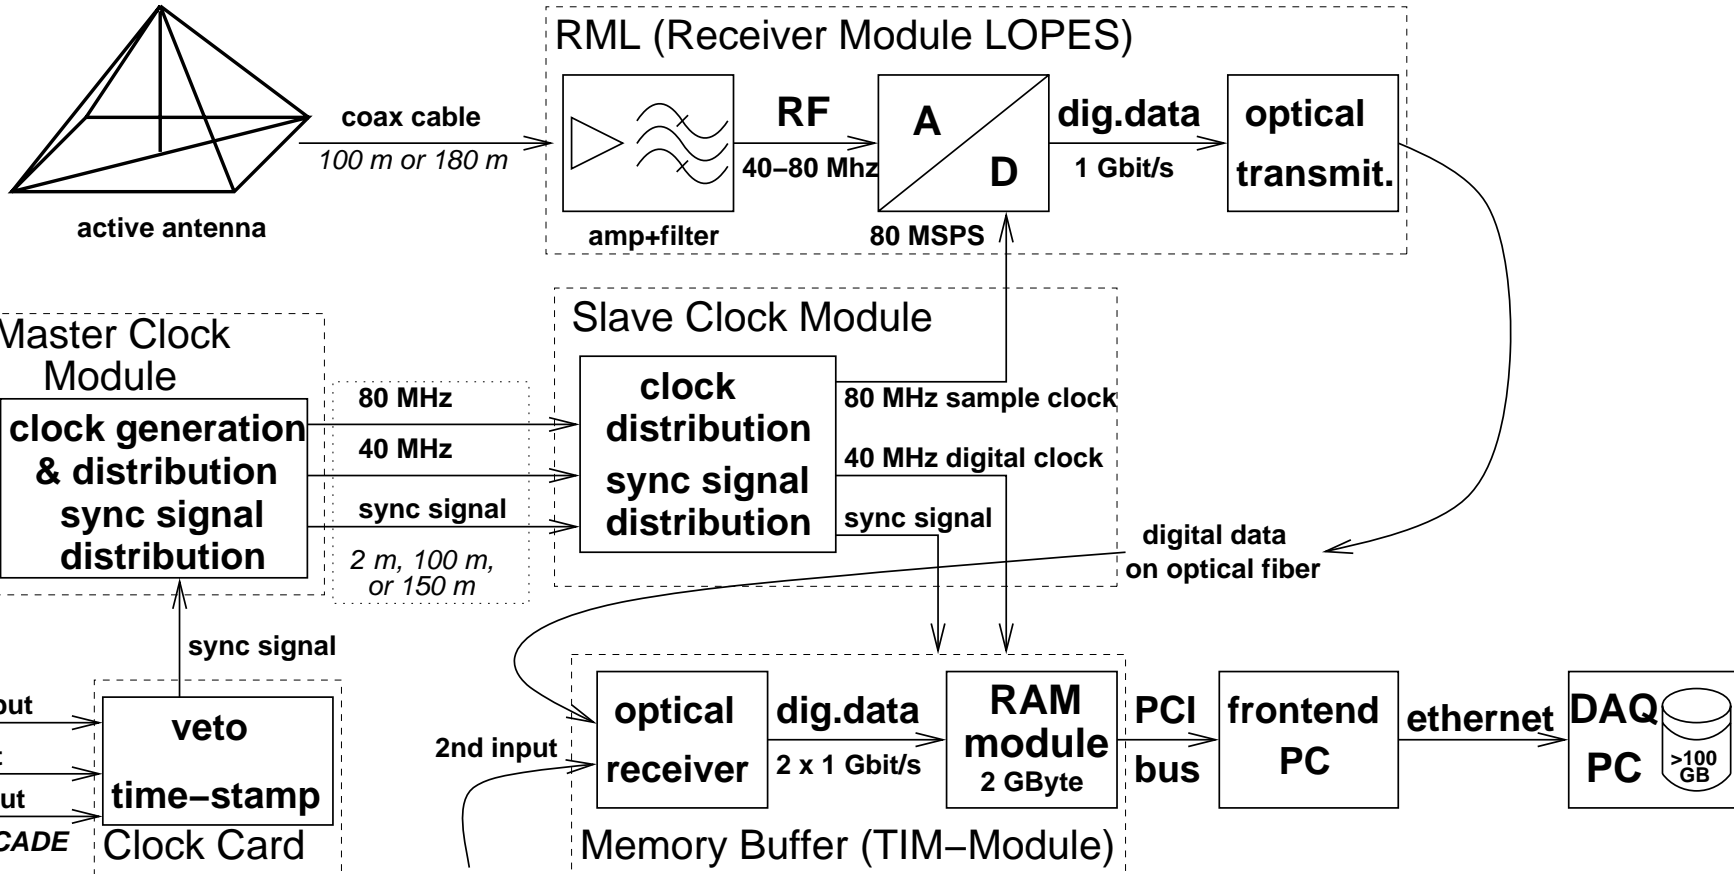 RML (Receiver Module LOPES)
coax cable
100 m or 180 m
active antenna
amp+filter
RF
40–80 Mhz
A
D
80 MSPS
dig.data
1 Gbit/s
optical
transmit.
Master Clock
Module
clock generation
& distribution
sync signal
distribution
80 MHz
40 MHz
sync signal
2 m, 100 m,
or 150 m
Slave Clock Module
clock
distribution
sync signal
distribution
80 MHz sample clock
40 MHz digital clock
sync signal
digital data
on optical fiber
sync signal
veto
time–stamp
Clock Card
2nd input
optical
receiver
dig.data
2 x 1 Gbit/s
RAM
module
2 GByte
Memory Buffer (TIM–Module)
PCI
bus
frontend
PC
ethernet
DAQ
PC
>100
GB